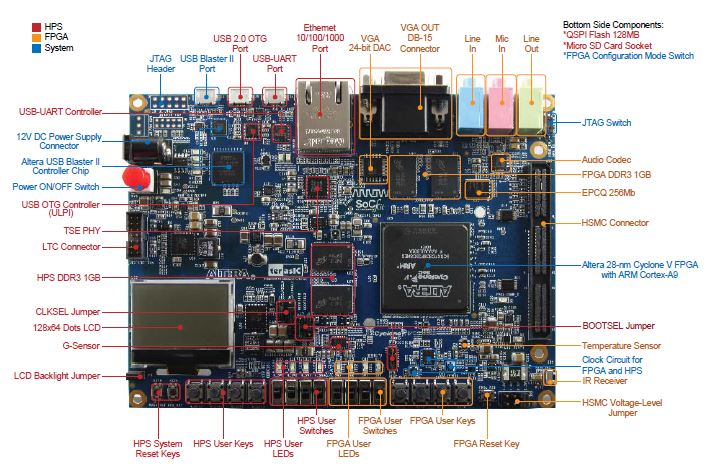 HPS
FPGA
System
JTAG
Header
USB Blaster II
Port
USB 2.0 OTG
Port
USB-UART
Port
Ethemet
10/100/1000
Port
VGA
24-bit DAC
VGA OUT
DB-15
Connector
Line
In
Mic
In
Line
Out
Bottom Side Components:
*QSPI Flash 128MB
*Micro SD Card Socket
*FPGA Configuration Mode Switch
USB-UART Controller
12V DC Power Supply
Connector
Altera USB Blaster II
Controller Chip
Power ON/OFF Switch
USB OTG Controller
(ULPI)
TSE PHY
LTC Connector
HPS DDR3 1GB
CLKSEL Jumper
128x64 Dots LCD
G-Sensor
LCD Backlight Jumper
JTAG Switch
Audio Codec
FPGA DDR3 1GB
EPCQ 256Mb
HSMC Connector
Altera 28-nm Cyclone V FPGA
with ARM Cortex-A9
BOOTSEL Jumper
Temperature Sensor
Clock Circuit for
FPGA and HPS
IR Receiver
HSMC Voltage-Level
Jumper
SoC
ALTERA
Cyclone V
ARM
ALTERA
terasIC
HPS System
Reset Keys
HPS User Keys
HPS User
LEDs
HPS User
Switches
FPGA User
LEDs
FPGA User
Switches
FPGA User Keys
FPGA Reset Key